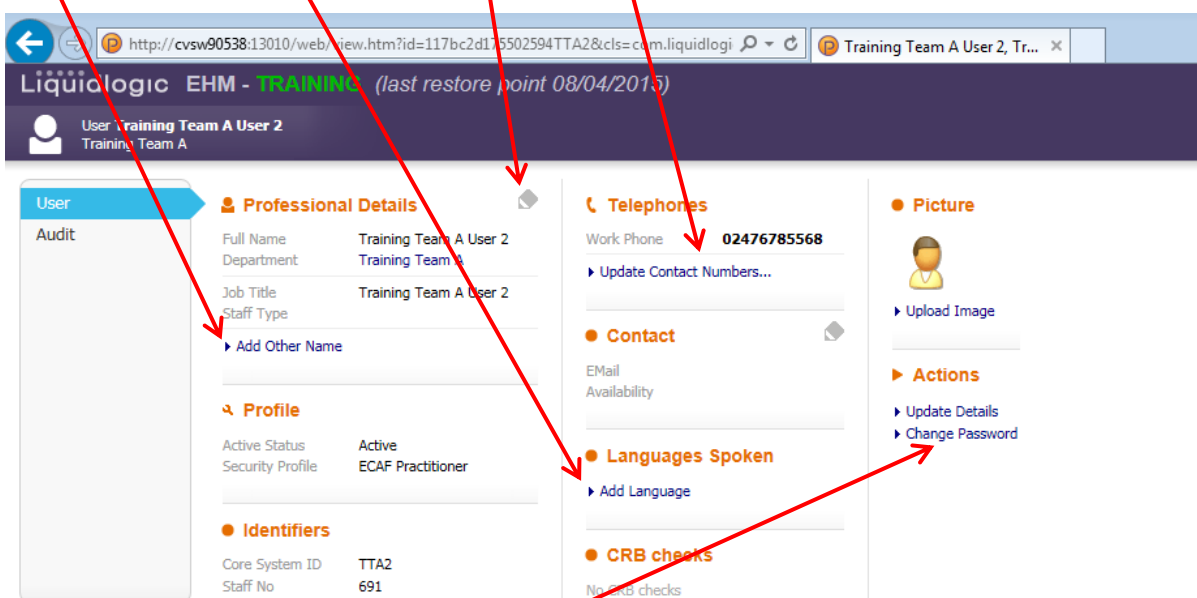 http://cvsw90538:13010/web/view.htm?id=117bc2d175502594TTA2&cls=com.liquidlogi
Training Team A User 2, Tr...
Liquidlogic EHM - TRAINING (last restore point 08/04/2015)
User Training Team A User 2
Training Team A
User
Audit
Professional Details
Full Name Training Team A User 2
Department Training Team A
Job Title Training Team A User 2
Staff Type
Add Other Name
Profile
Active Status Active
Security Profile ECAF Practitioner
Identifiers
Core System ID TTA2
Staff No 691
Telephones
Work Phone 02476785568
Update Contact Numbers...
Contact
EMail
Availability
Languages Spoken
Add Language
CRB checks
No CRB checks
Picture
Upload Image
Actions
Update Details
Change Password